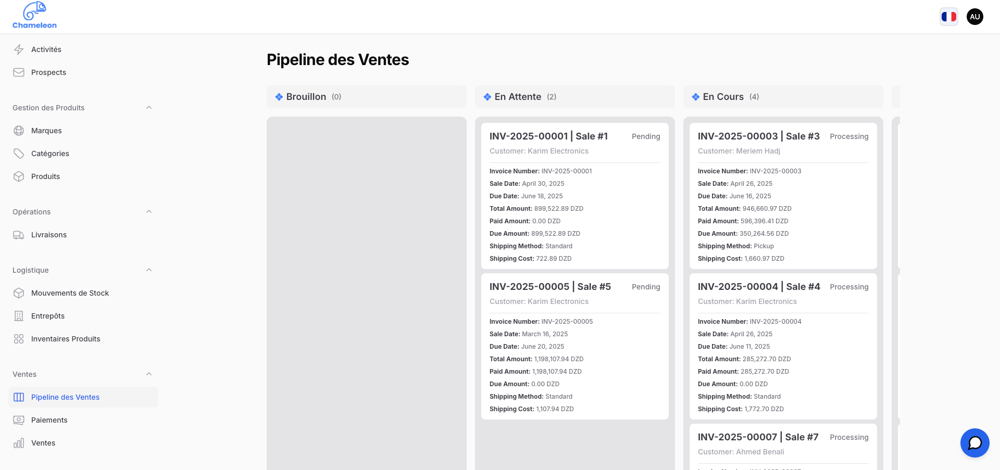 Chameleon
AU
Activités
Prospects
Gestion des Produits
Marques
Catégories
Produits
Opérations
Livraisons
Logistique
Mouvements de Stock
Entrepôts
Inventaires Produits
Ventes
Pipeline des Ventes
Paiements
Ventes
Pipeline des Ventes
Brouillon (0)
En Attente (2)
INV-2025-00001 | Sale #1 Pending
Customer: Karim Electronics
Invoice Number: INV-2025-00001
Sale Date: April 30, 2025
Due Date: June 18, 2025
Total Amount: 899,522.89 DZD
Paid Amount: 0.00 DZD
Due Amount: 899,522.89 DZD
Shipping Method: Standard
Shipping Cost: 722.89 DZD
INV-2025-00005 | Sale #5 Pending
Customer: Karim Electronics
Invoice Number: INV-2025-00005
Sale Date: March 16, 2025
Due Date: June 20, 2025
Total Amount: 1,198,107.94 DZD
Paid Amount: 1,198,107.94 DZD
Due Amount: 0.00 DZD
Shipping Method: Standard
Shipping Cost: 1,107.94 DZD
En Cours (4)
INV-2025-00003 | Sale #3 Processing
Customer: Meriem Hadj
Invoice Number: INV-2025-00003
Sale Date: April 26, 2025
Due Date: June 16, 2025
Total Amount: 946,660.97 DZD
Paid Amount: 596,396.41 DZD
Due Amount: 350,264.56 DZD
Shipping Method: Pickup
Shipping Cost: 1,660.97 DZD
INV-2025-00004 | Sale #4 Processing
Customer: Karim Electronics
Invoice Number: INV-2025-00004
Sale Date: April 26, 2025
Due Date: June 11, 2025
Total Amount: 285,272.70 DZD
Paid Amount: 285,272.70 DZD
Due Amount: 0.00 DZD
Shipping Method: Standard
Shipping Cost: 1,772.70 DZD
INV-2025-00007 | Sale #7 Processing
Customer: Ahmed Benali